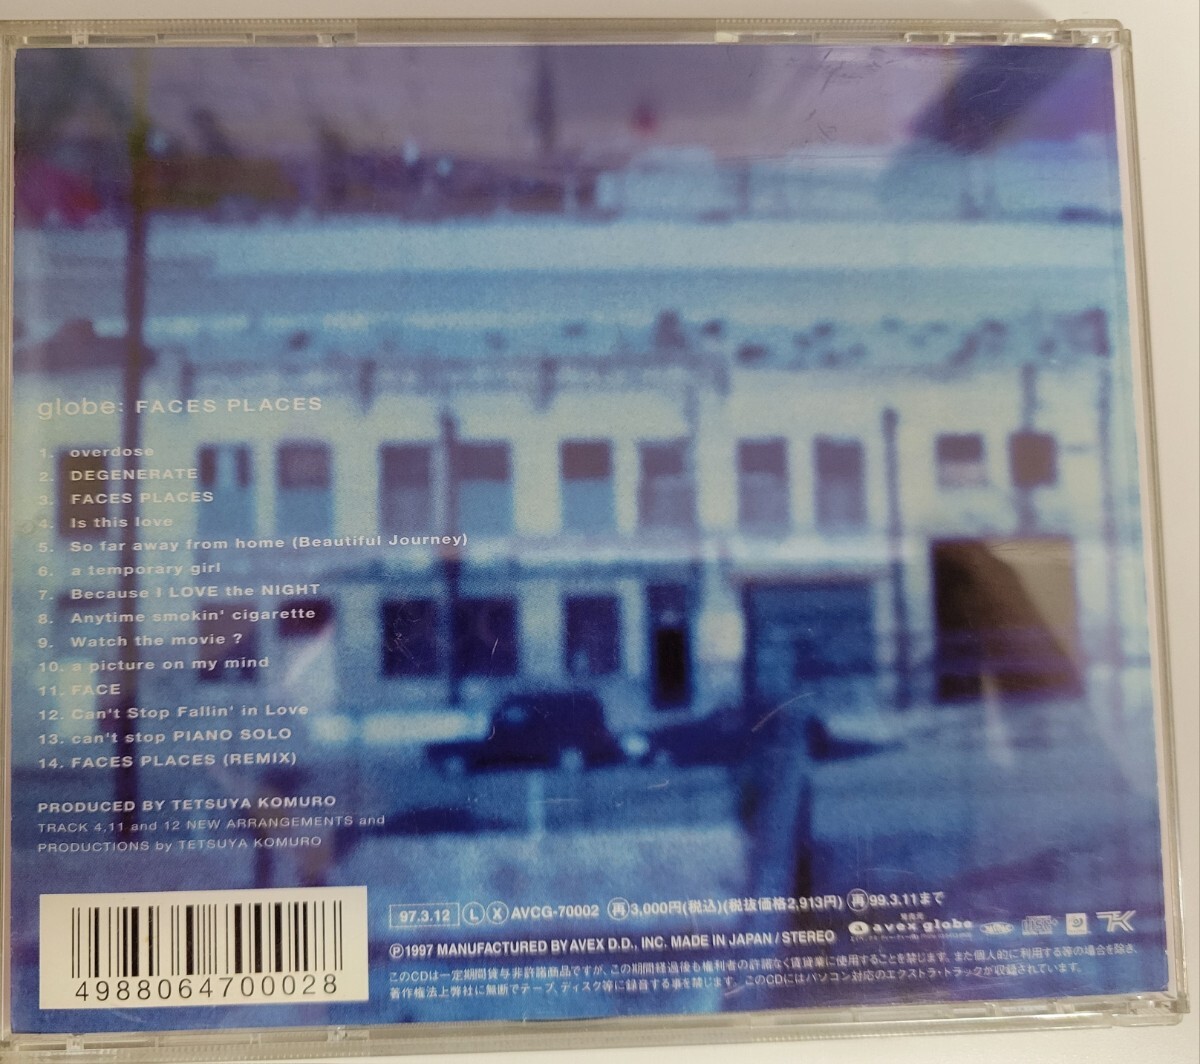 globe: FACES PLACES
1. overdose
2. DEGENERATE
3. FACES PLACES
4. Is this love
5. So far away from home (Beautiful Journey)
6. a temporary girl
7. Because I LOVE the NIGHT
8. Anytime smokin' cigarette
9. Watch the movie ?
10. a picture on my mind
11. FACE
12. Can't Stop Fallin' in Love
13. can't stop PIANO SOLO
14. FACES PLACES (REMIX)
PRODUCED BY TETSUYA KOMURO
TRACK 4,11 and 12 NEW ARRANGEMENTS and
PRODUCTIONS by TETSUYA KOMURO
4988064700028
97.3.12 Ⓛ Ⓧ AVCG-70002 ㊢3,000円(税込)(税抜価格2,913円) 再99.3.11まで
発売元
avex globe
Ⓟ1997 MANUFACTURED BY AVEX D.D., INC. MADE IN JAPAN / STEREO
このCDは一定期間貸与非許諾商品ですが、この期間経過後も権利者の許諾なく賃貸業に使用することを禁じます。また個人的に利用する等の場合を除き、
著作権法上弊社に無断でテープ、ディスク等に録音する事を禁じます。このCDにはパソコン対応のエクストラ・トラックが収録されています。